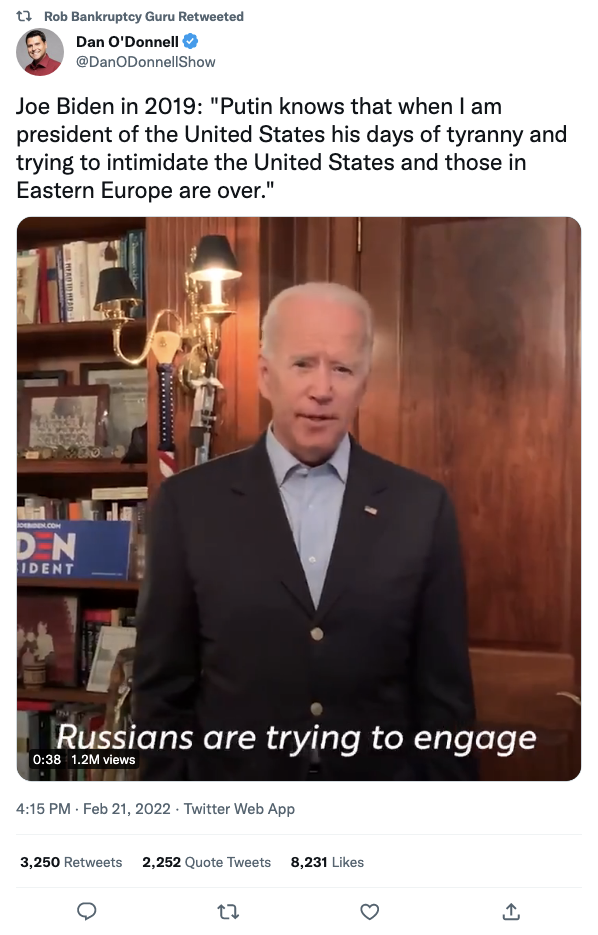 Rob Bankruptcy Guru Retweeted
Dan O'Donnell
@DanODonnellShow
Joe Biden in 2019: "Putin knows that when I am
president of the United States his days of tyranny and
trying to intimidate the United States and those in
Eastern Europe are over."
DEN
IDENT
Russians are trying to engage
0:38 1.2M views
4:15 PM · Feb 21, 2022 · Twitter Web App
3,250 Retweets 2,252 Quote Tweets 8,231 Likes